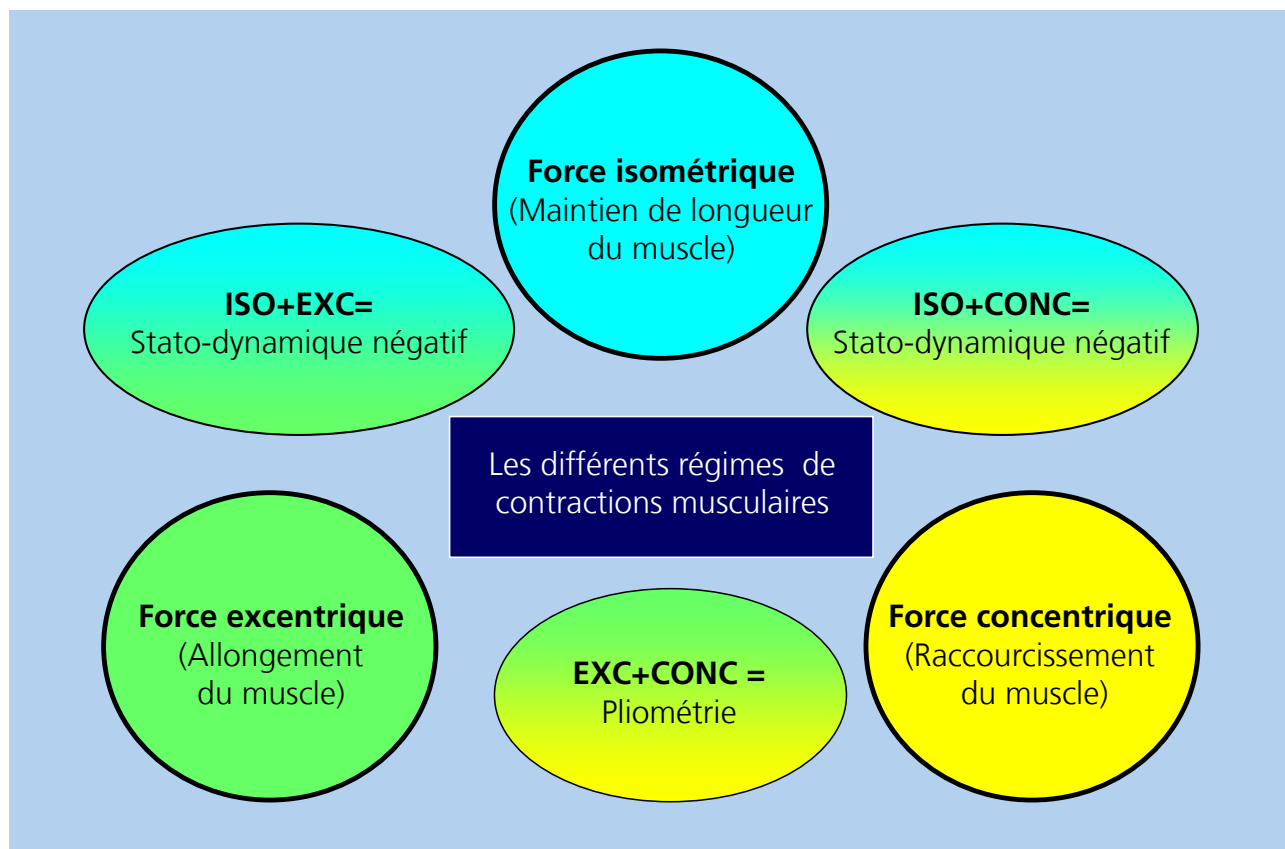 Force isométrique
(Maintien de longueur
du muscle)
ISO+EXC=
Stato-dynamique négatif
ISO+CONC=
Stato-dynamique négatif
Les différents régimes de
contractions musculaires
Force excentrique
(Allongement
du muscle)
EXC+CONC =
Pliométrie
Force concentrique
(Raccourcissement
du muscle)